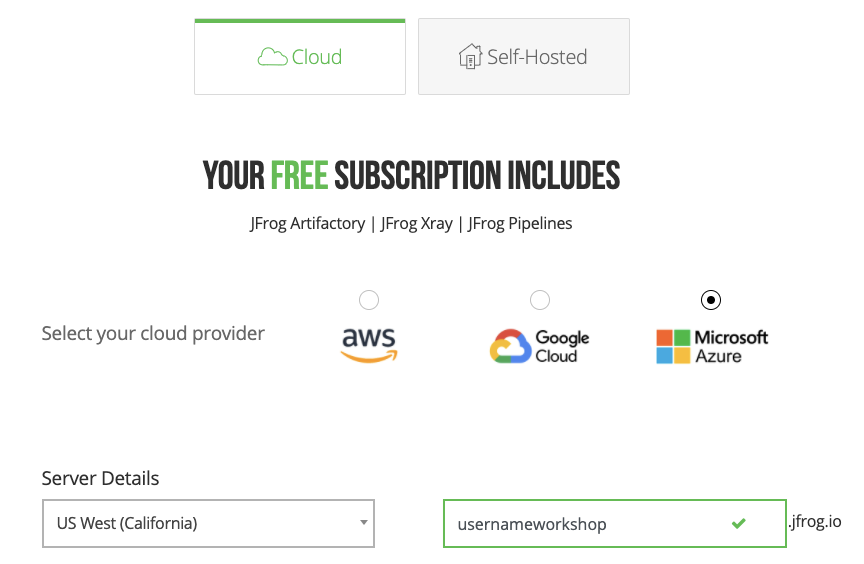 Cloud
Self-Hosted
YOUR FREE SUBSCRIPTION INCLUDES
JFrog Artifactory | JFrog Xray | JFrog Pipelines
Select your cloud provider
aws
Google
Cloud
Microsoft
Azure
Server Details
US West (California)
usernameworkshop
.jfrog.io